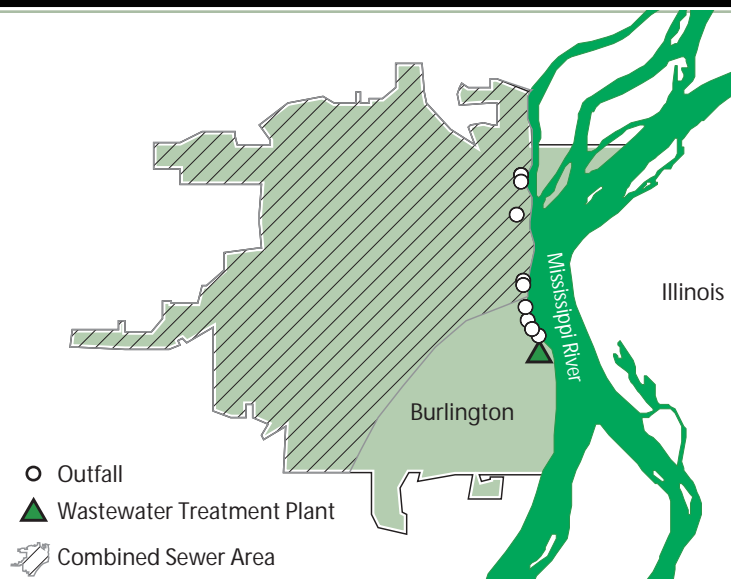 Mississippi River
Illinois
Burlington
Outfall
Wastewater Treatment Plant
Combined Sewer Area